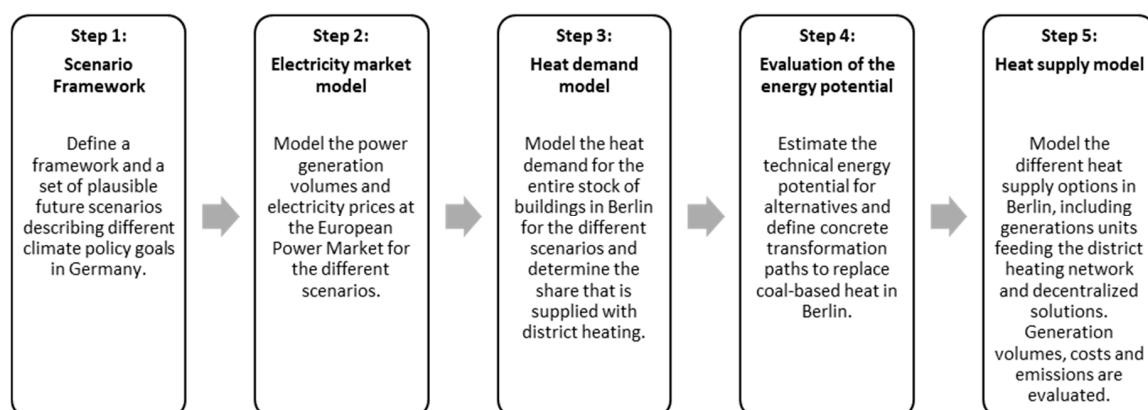 Step 1:
Scenario
Framework
Define a
framework and a
set of plausible
future scenarios
describing different
climate policy goals
in Germany.
Step 2:
Electricity market
model
Model the power
generation
volumes and
electricity prices at
the European
Power Market for
the different
scenarios.
Step 3:
Heat demand
model
Model the heat
demand for the
entire stock of
buildings in Berlin
for the different
scenarios and
determine the
share that is
supplied with
district heating.
Step 4:
Evaluation of the
energy potential
Estimate the
technical energy
potential for
alternatives and
define concrete
transformation
paths to replace
coal-based heat in
Berlin.
Step 5:
Heat supply model
Model the
different heat
supply options in
Berlin, including
generations units
feeding the district
heating network
and decentralized
solutions.
Generation
volumes, costs and
emissions are
evaluated.